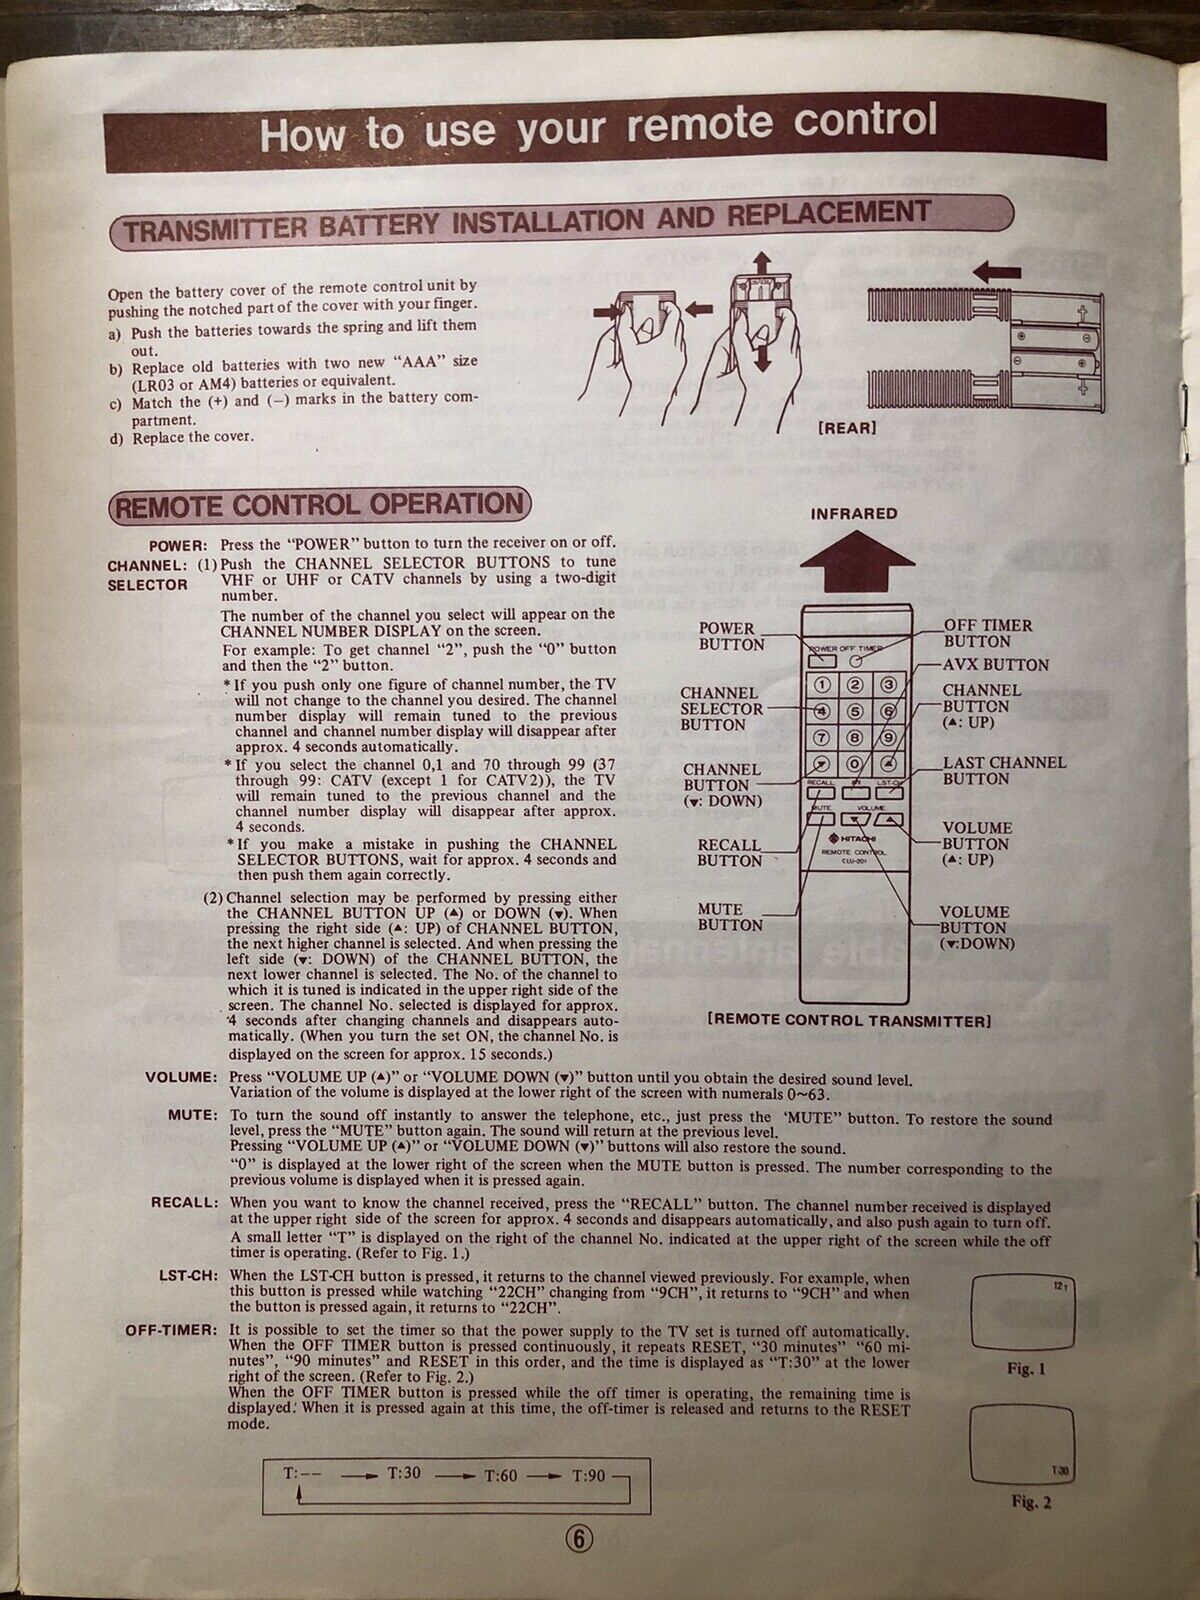 How to use your remote control
TRANSMITTER BATTERY INSTALLATION AND REPLACEMENT
Open the battery cover of the remote control unit by
pushing the notched part of the cover with your finger.
a) Push the batteries towards the spring and lift them
out.
b) Replace old batteries with two new “AAA” size
(LR03 or AM4) batteries or equivalent.
c) Match the (+) and (−) marks in the battery com-
partment.
d) Replace the cover.
[REAR]
REMOTE CONTROL OPERATION
POWER: Press the “POWER” button to turn the receiver on or off.
CHANNEL: (1) Push the CHANNEL SELECTOR BUTTONS to tune
SELECTOR VHF or UHF or CATV channels by using a two-digit
number.
The number of the channel you select will appear on the
CHANNEL NUMBER DISPLAY on the screen.
For example: To get channel “2”, push the “0” button
and then the “2” button.
* If you push only one figure of channel number, the TV
will not change to the channel you desired. The channel
number display will remain tuned to the previous
channel and channel number display will disappear after
approx. 4 seconds automatically.
* If you select the channel 0,1 and 70 through 99 (37
through 99: CATV (except 1 for CATV2)), the TV
will remain tuned to the previous channel and the
channel number display will disappear after approx.
4 seconds.
* If you make a mistake in pushing the CHANNEL
SELECTOR BUTTONS, wait for approx. 4 seconds and
then push them again correctly.
(2) Channel selection may be performed by pressing either
the CHANNEL BUTTON UP (▲) or DOWN (▼). When
pressing the right side (▲: UP) of CHANNEL BUTTON,
the next higher channel is selected. And when pressing the
left side (▼: DOWN) of the CHANNEL BUTTON, the
next lower channel is selected. The No. of the channel to
which it is tuned is indicated in the upper right side of the
screen. The channel No. selected is displayed for approx.
4 seconds after changing channels and disappears auto-
matically. (When you turn the set ON, the channel No. is
displayed on the screen for approx. 15 seconds.)
INFRARED
POWER
BUTTON
CHANNEL
SELECTOR
BUTTON
CHANNEL
BUTTON
(▼: DOWN)
RECALL
BUTTON
MUTE
BUTTON
POWER OFF TIMER
1 2 3
4 5 6
7 8 9
▼ 0 ▲
RECALL LST-CH
MUTE VOLUME
HITACHI
REMOTE CONTROL
CLU-201
OFF TIMER
BUTTON
AVX BUTTON
CHANNEL
BUTTON
(▲: UP)
LAST CHANNEL
BUTTON
VOLUME
BUTTON
(▲: UP)
VOLUME
BUTTON
(▼:DOWN)
[REMOTE CONTROL TRANSMITTER]
VOLUME: Press “VOLUME UP (▲)” or “VOLUME DOWN (▼)” button until you obtain the desired sound level.
Variation of the volume is displayed at the lower right of the screen with numerals 0~63.
MUTE: To turn the sound off instantly to answer the telephone, etc., just press the ‘MUTE” button. To restore the sound
level, press the “MUTE” button again. The sound will return at the previous level.
Pressing “VOLUME UP (▲)” or “VOLUME DOWN (▼)” buttons will also restore the sound.
“0” is displayed at the lower right of the screen when the MUTE button is pressed. The number corresponding to the
previous volume is displayed when it is pressed again.
RECALL: When you want to know the channel received, press the “RECALL” button. The channel number received is displayed
at the upper right side of the screen for approx. 4 seconds and disappears automatically, and also push again to turn off.
A small letter “T” is displayed on the right of the channel No. indicated at the upper right of the screen while the off
timer is operating. (Refer to Fig. 1.)
LST-CH: When the LST-CH button is pressed, it returns to the channel viewed previously. For example, when
this button is pressed while watching “22CH” changing from “9CH”, it returns to “9CH” and when
the button is pressed again, it returns to “22CH”.
OFF-TIMER: It is possible to set the timer so that the power supply to the TV set is turned off automatically.
When the OFF TIMER button is pressed continuously, it repeats RESET, “30 minutes” “60 mi-
nutes”, “90 minutes” and RESET in this order, and the time is displayed as “T:30” at the lower
right of the screen. (Refer to Fig. 2.)
When the OFF TIMER button is pressed while the off timer is operating, the remaining time is
displayed. When it is pressed again at this time, the off-timer is released and returns to the RESET
mode.
12T
Fig. 1
T:30
Fig. 2
T:-- → T:30 → T:60 → T:90
6